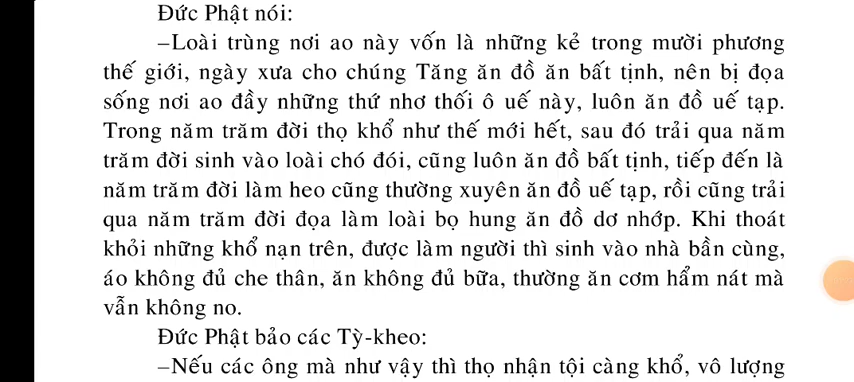 Đức Phật nói:
–Loài trùng nơi ao này vốn là những kẻ trong mười phương
thế giới, ngày xưa cho chúng Tăng ăn đồ ăn bất tịnh, nên bị đọa
sống nơi ao đầy những thứ nhơ thối ô uế này, luôn ăn đồ uế tạp.
Trong năm trăm đời thọ khổ như thế mới hết, sau đó trải qua năm
trăm đời sinh vào loài chó đói, cũng luôn ăn đồ bất tịnh, tiếp đến là
năm trăm đời làm heo cũng thường xuyên ăn đồ uế tạp, rồi cũng trải
qua năm trăm đời đọa làm loài bọ hung ăn đồ dơ nhớp. Khi thoát
khỏi những khổ nạn trên, được làm người thì sinh vào nhà bần cùng,
áo không đủ che thân, ăn không đủ bữa, thường ăn cơm hẩm nát mà
vẫn không no.
Đức Phật bảo các Tỳ-kheo:
–Nếu các ông mà như vậy thì thọ nhận tội càng khổ, vô lượng